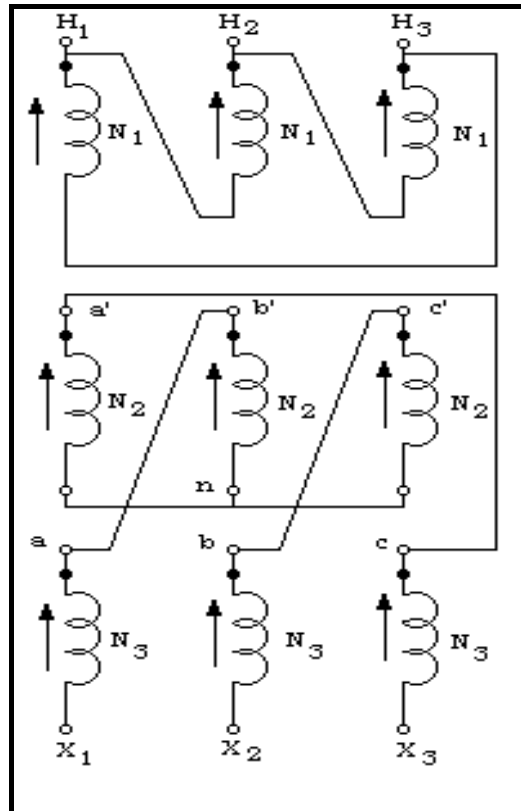 H1 H2 H3
N1 N1 N1
a' b' c'
N2 N2 N2
n
a b c
N3 N3 N3
X1 X2 X3